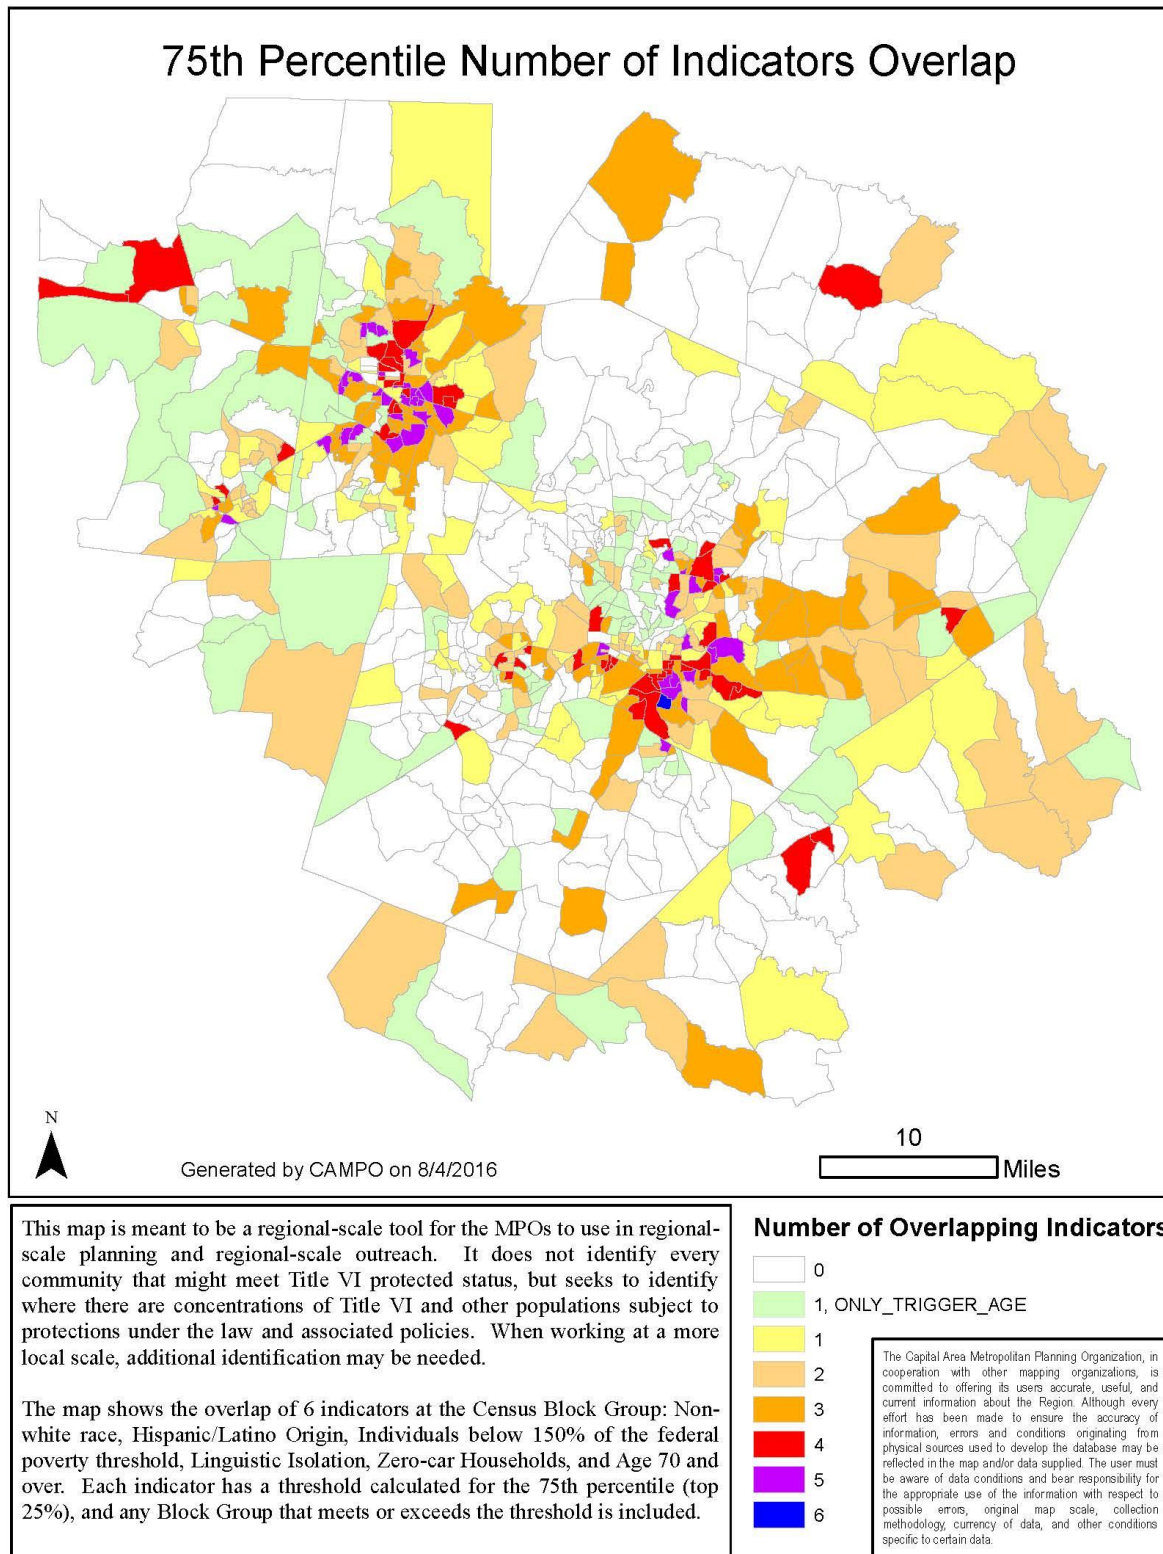 75th Percentile Number of Indicators Overlap
N
Generated by CAMPO on 8/4/2016
10
Miles
This map is meant to be a regional-scale tool for the MPOs to use in regional-
scale planning and regional-scale outreach. It does not identify every
community that might meet Title VI protected status, but seeks to identify
where there are concentrations of Title VI and other populations subject to
protections under the law and associated policies. When working at a more
local scale, additional identification may be needed.
The map shows the overlap of 6 indicators at the Census Block Group: Non-
white race, Hispanic/Latino Origin, Individuals below 150% of the federal
poverty threshold, Linguistic Isolation, Zero-car Households, and Age 70 and
over. Each indicator has a threshold calculated for the 75th percentile (top
25%), and any Block Group that meets or exceeds the threshold is included.
Number of Overlapping Indicators
0
1, ONLY_TRIGGER_AGE
1
2
3
4
5
6
The Capital Area Metropolitan Planning Organization, in
cooperation with other mapping organizations, is
committed to offering its users accurate, useful, and
current information about the Region. Although every
effort has been made to ensure the accuracy of
information, errors and conditions originating from
physical sources used to develop the database may be
reflected in the map and/or data supplied. The user must
be aware of data conditions and bear responsibility for
the appropriate use of the information with respect to
possible errors, original map scale, collection
methodology, currency of data, and other conditions
specific to certain data.